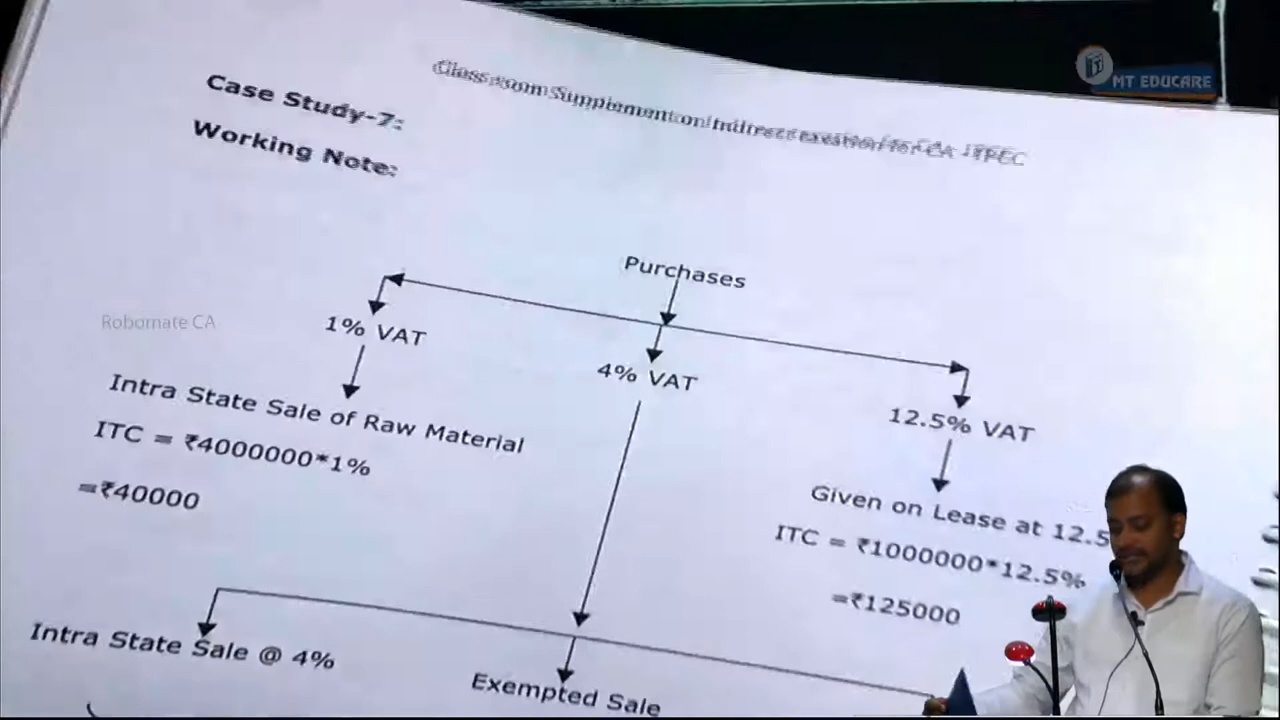 MT EDUCARE
Classroom Supplement on Indirect taxation for CA - IPEC
Case Study-7:
Working Note:
Purchases
Robomate CA
1% VAT
4% VAT
12.5% VAT
Intra State Sale of Raw Material
ITC = ₹4000000*1%
=₹40000
Given on Lease at 12.5
ITC = ₹1000000*12.5%
=₹125000
Intra State Sale @ 4%
Exempted Sale